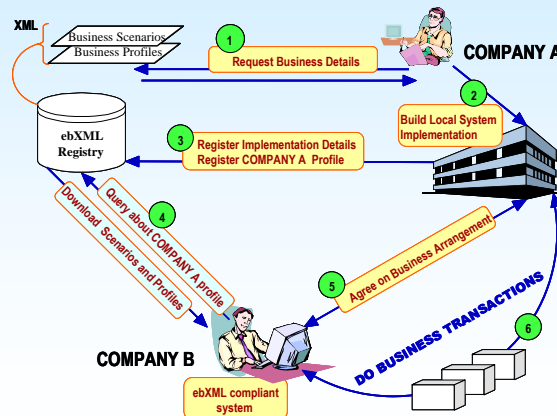 XML
Business Scenarios
Business Profiles
1
Request Business Details
COMPANY A
2
Build Local System
Implementation
ebXML
Registry
3
Register Implementation Details
Register COMPANY A Profile
4
Query about COMPANY A profile
Download Scenarios and Profiles
5
Agree on Business Arrangement
6
DO BUSINESS TRANSACTIONS
COMPANY B
ebXML compliant
system